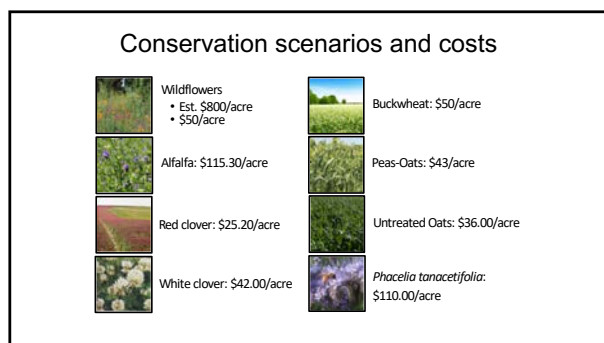 Conservation scenarios and costs
Wildflowers
• Est. $800/acre
• $50/acre
Alfalfa: $115.30/acre
Red clover: $25.20/acre
White clover: $42.00/acre
Buckwheat: $50/acre
Peas-Oats: $43/acre
Untreated Oats: $36.00/acre
Phacelia tanacetifolia:
$110.00/acre